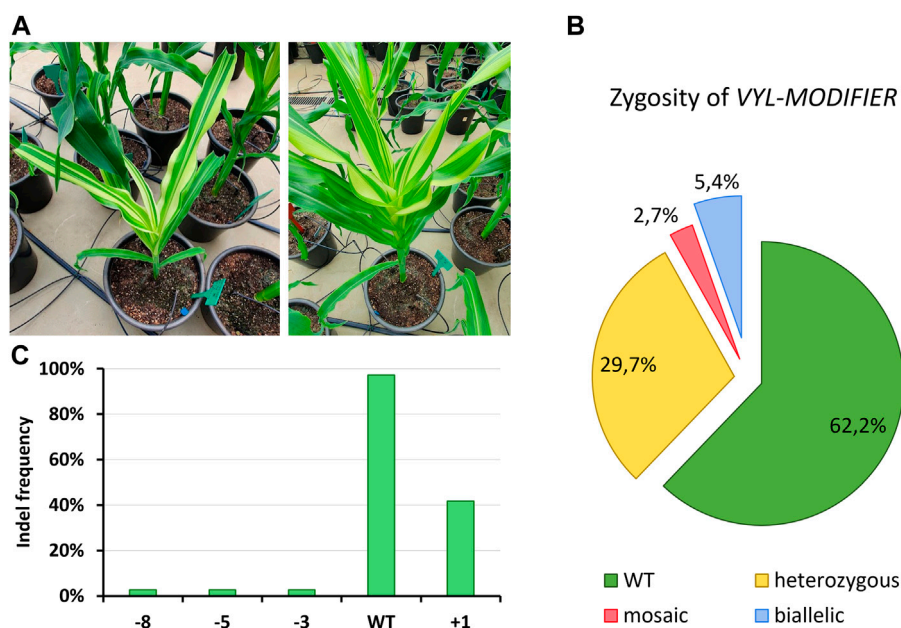 A
B
Zygosity of VYL-MODIFIER
5,4%
2,7%
29,7%
62,2%
WT
heterozygous
mosaic
biallelic
C
Indel frequency
100%
80%
60%
40%
20%
0%
-8
-5
-3
WT
+1